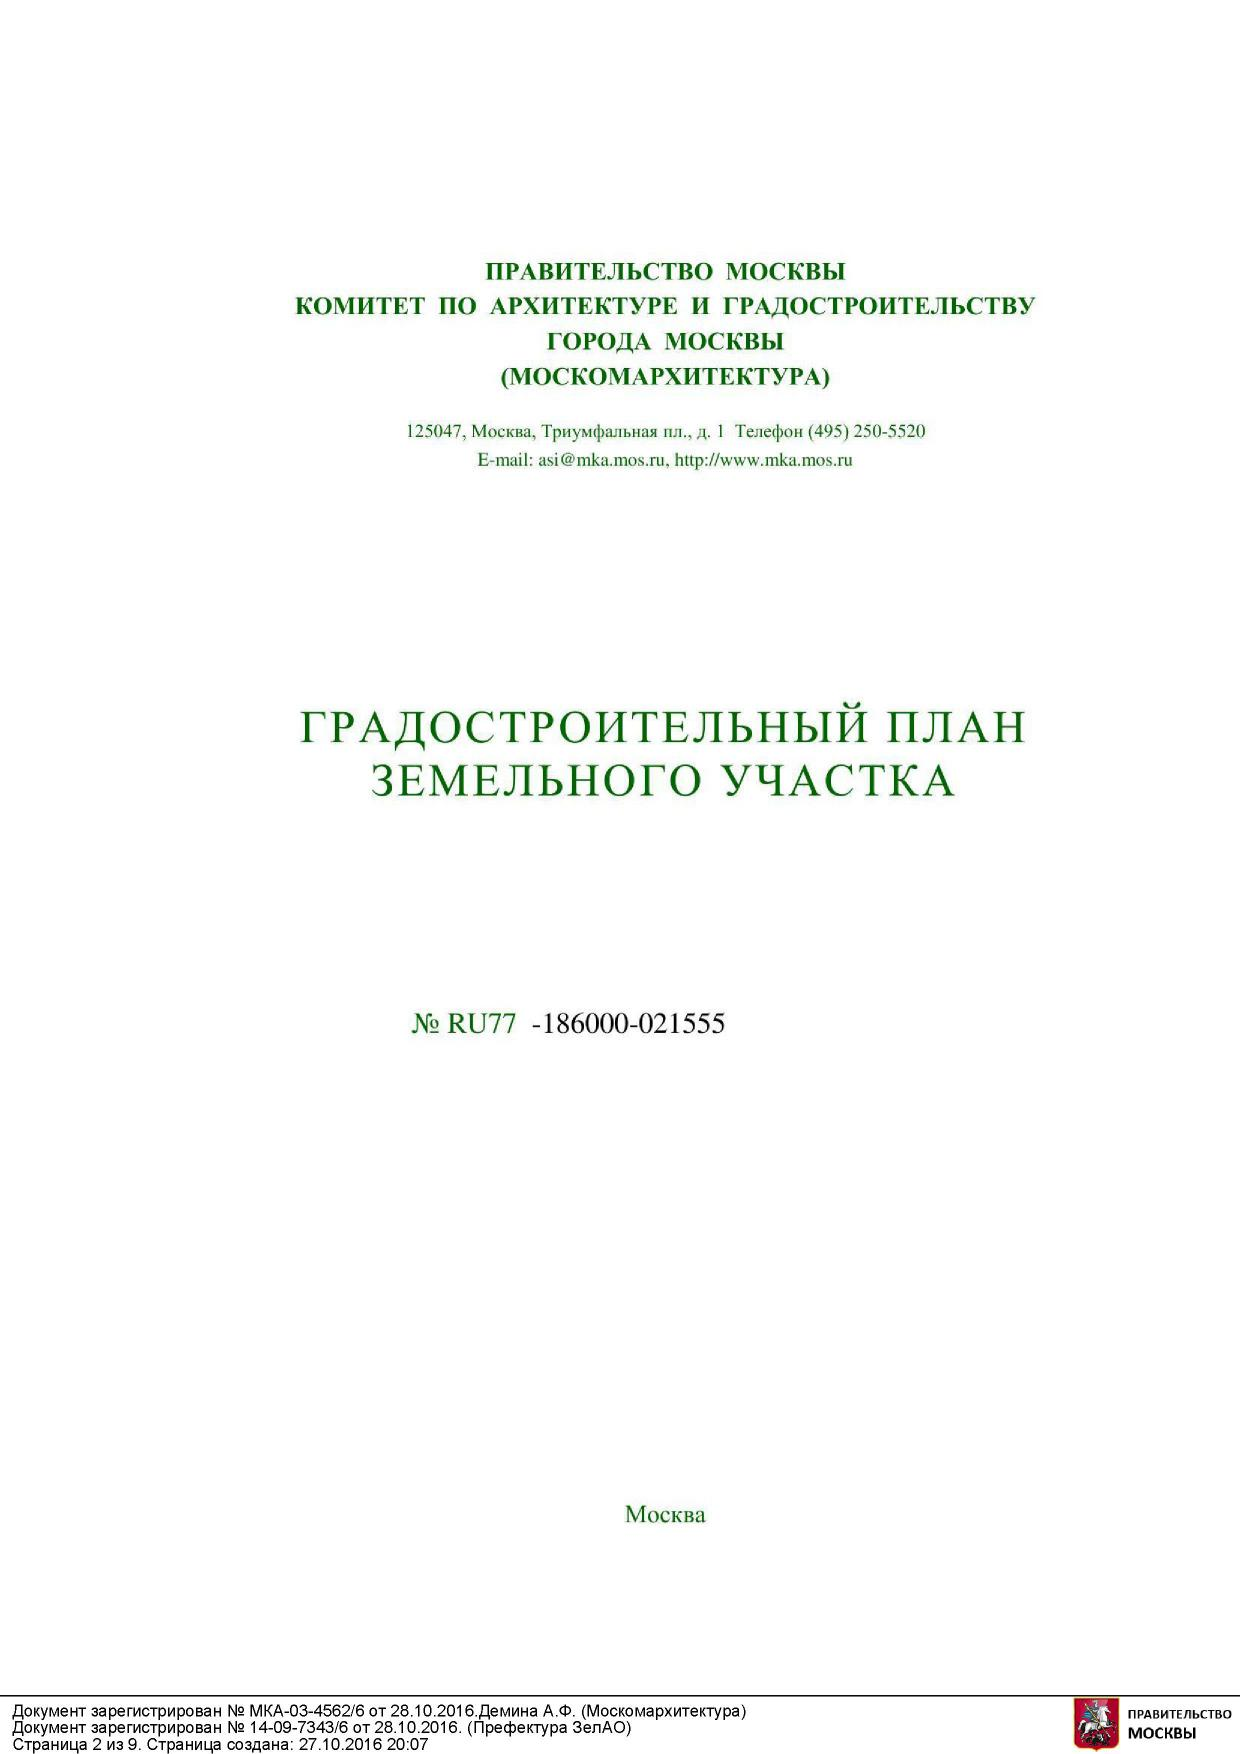 ПРАВИТЕЛЬСТВО МОСКВЫ
КОМИТЕТ ПО АРХИТЕКТУРЕ И ГРАДОСТРОИТЕЛЬСТВУ
ГОРОДА МОСКВЫ
(МОСКОМАРХИТЕКТУРА)
125047, Москва, Триумфальная пл., д. 1 Телефон (495) 250-5520
E-mail: asi@mka.mos.ru, http://www.mka.mos.ru
ГРАДОСТРОИТЕЛЬНЫЙ ПЛАН
ЗЕМЕЛЬНОГО УЧАСТКА
№ RU77 -186000-021555
Москва
Документ зарегистрирован № МКА-03-4562/6 от 28.10.2016.Демина А.Ф. (Москомархитектура)
Документ зарегистрирован № 14-09-7343/6 от 28.10.2016. (Префектура ЗелАО)
Страница 2 из 9. Страница создана: 27.10.2016 20:07
ПРАВИТЕЛЬСТВО
МОСКВЫ